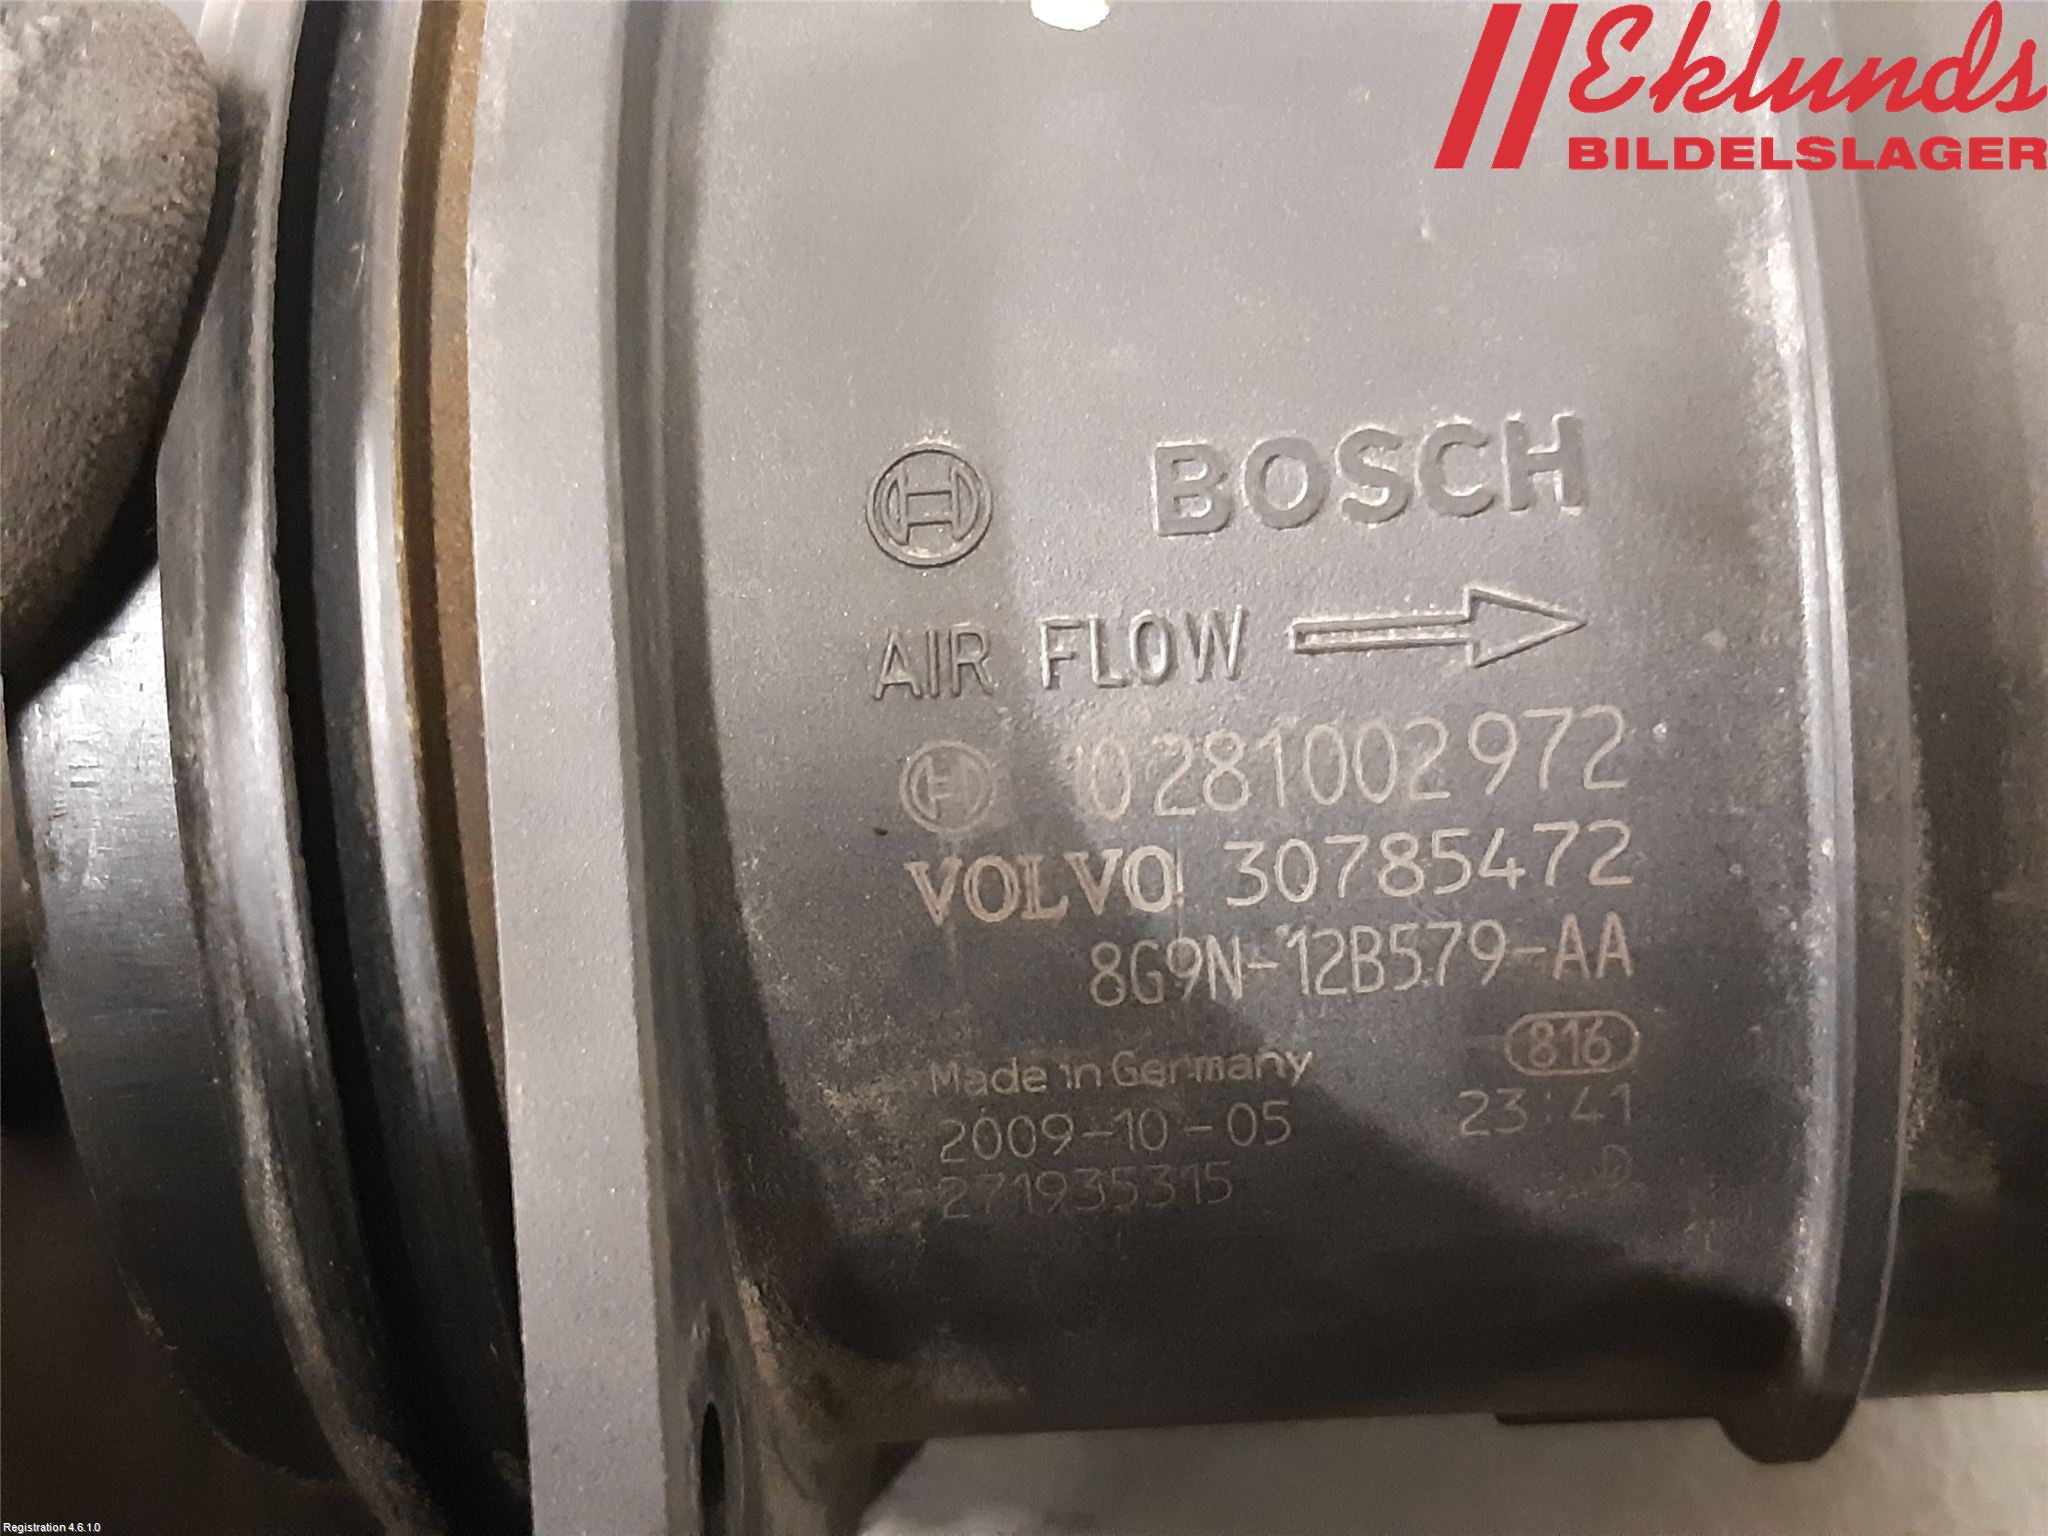 Eklunds
BILDELSLAGER
BOSCH
AIR FLOW
0281002972
VOLVO 30785472
8G9N-12B579-AA
816
Made in Germany
2009-10-05 23:41
271935315 D
Registration 4.6.1.0